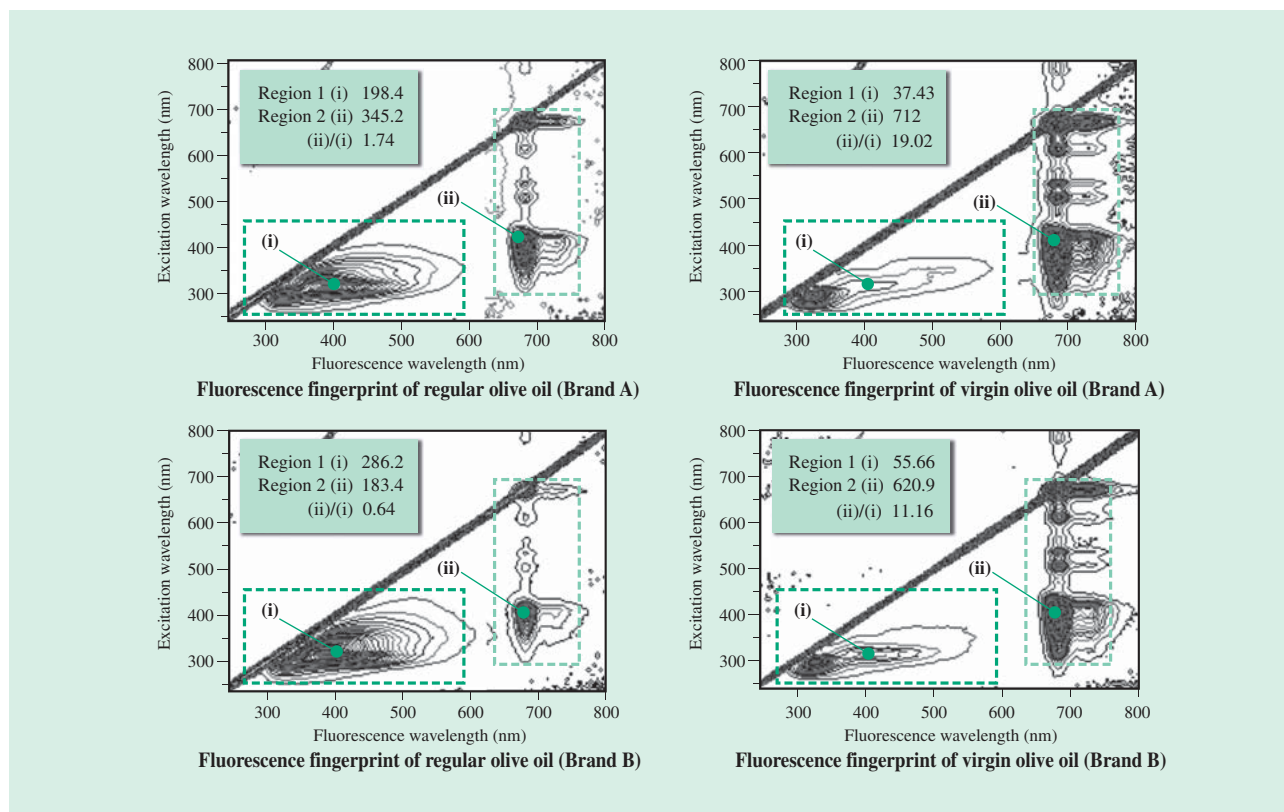 800
700
600
500
400
300
Excitation wavelength (nm)
Region 1 (i) 198.4
Region 2 (ii) 345.2
(ii)/(i) 1.74
(i)
(ii)
300 400 500 600 700 800
Fluorescence wavelength (nm)
Fluorescence fingerprint of regular olive oil (Brand A)
800
700
600
500
400
300
Excitation wavelength (nm)
Region 1 (i) 37.43
Region 2 (ii) 712
(ii)/(i) 19.02
(i)
(ii)
300 400 500 600 700 800
Fluorescence wavelength (nm)
Fluorescence fingerprint of virgin olive oil (Brand A)
800
700
600
500
400
300
Excitation wavelength (nm)
Region 1 (i) 286.2
Region 2 (ii) 183.4
(ii)/(i) 0.64
(i)
(ii)
300 400 500 600 700 800
Fluorescence wavelength (nm)
Fluorescence fingerprint of regular olive oil (Brand B)
800
700
600
500
400
300
Excitation wavelength (nm)
Region 1 (i) 55.66
Region 2 (ii) 620.9
(ii)/(i) 11.16
(i)
(ii)
300 400 500 600 700 800
Fluorescence wavelength (nm)
Fluorescence fingerprint of virgin olive oil (Brand B)